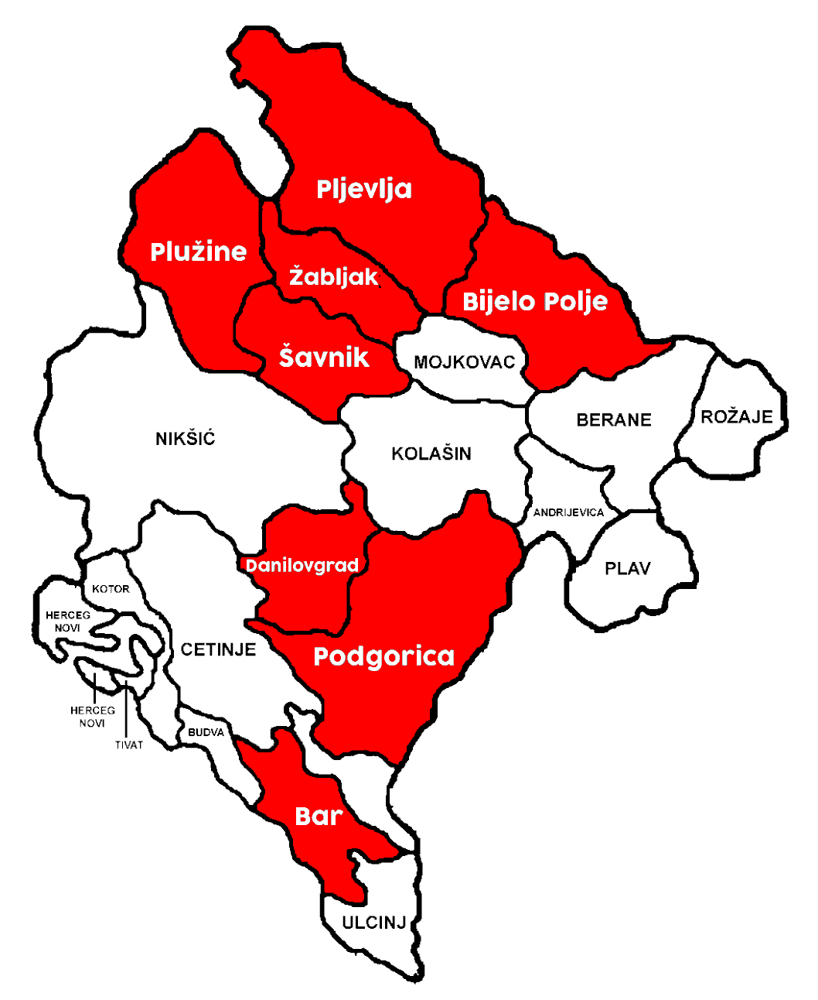 Pljevlja
Plužine
Žabljak
Bijelo Polje
Šavnik
MOJKOVAC
BERANE
ROŽAJE
NIKŠIĆ
KOLAŠIN
ANDRIJEVICA
Danilovgrad
PLAV
KOTOR
HERCEG
NOVI
CETINJE
Podgorica
HERCEG
NOVI
BUDVA
TIVAT
Bar
ULCINJ